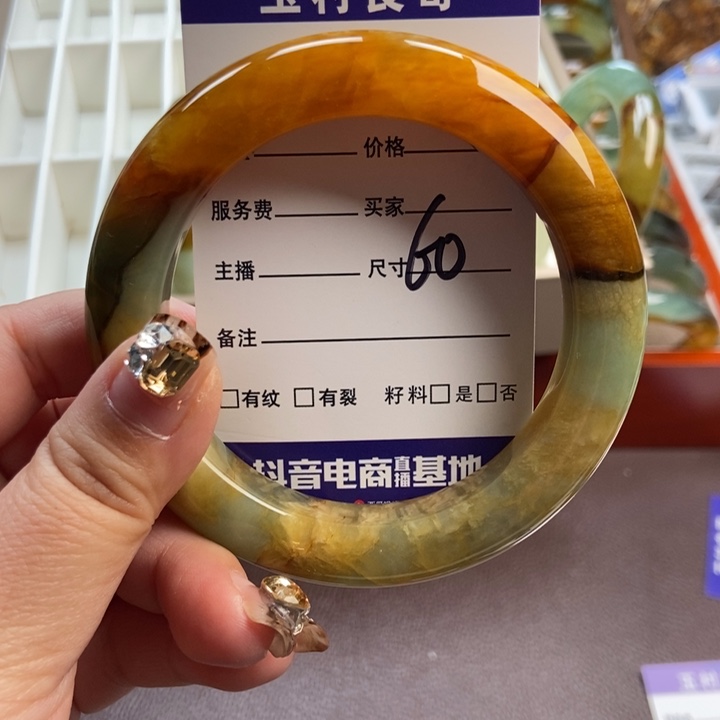 价格
服务费 买家
主播 尺寸 60
备注
□有纹 □有裂 籽料□是□否
抖音电商直播基地